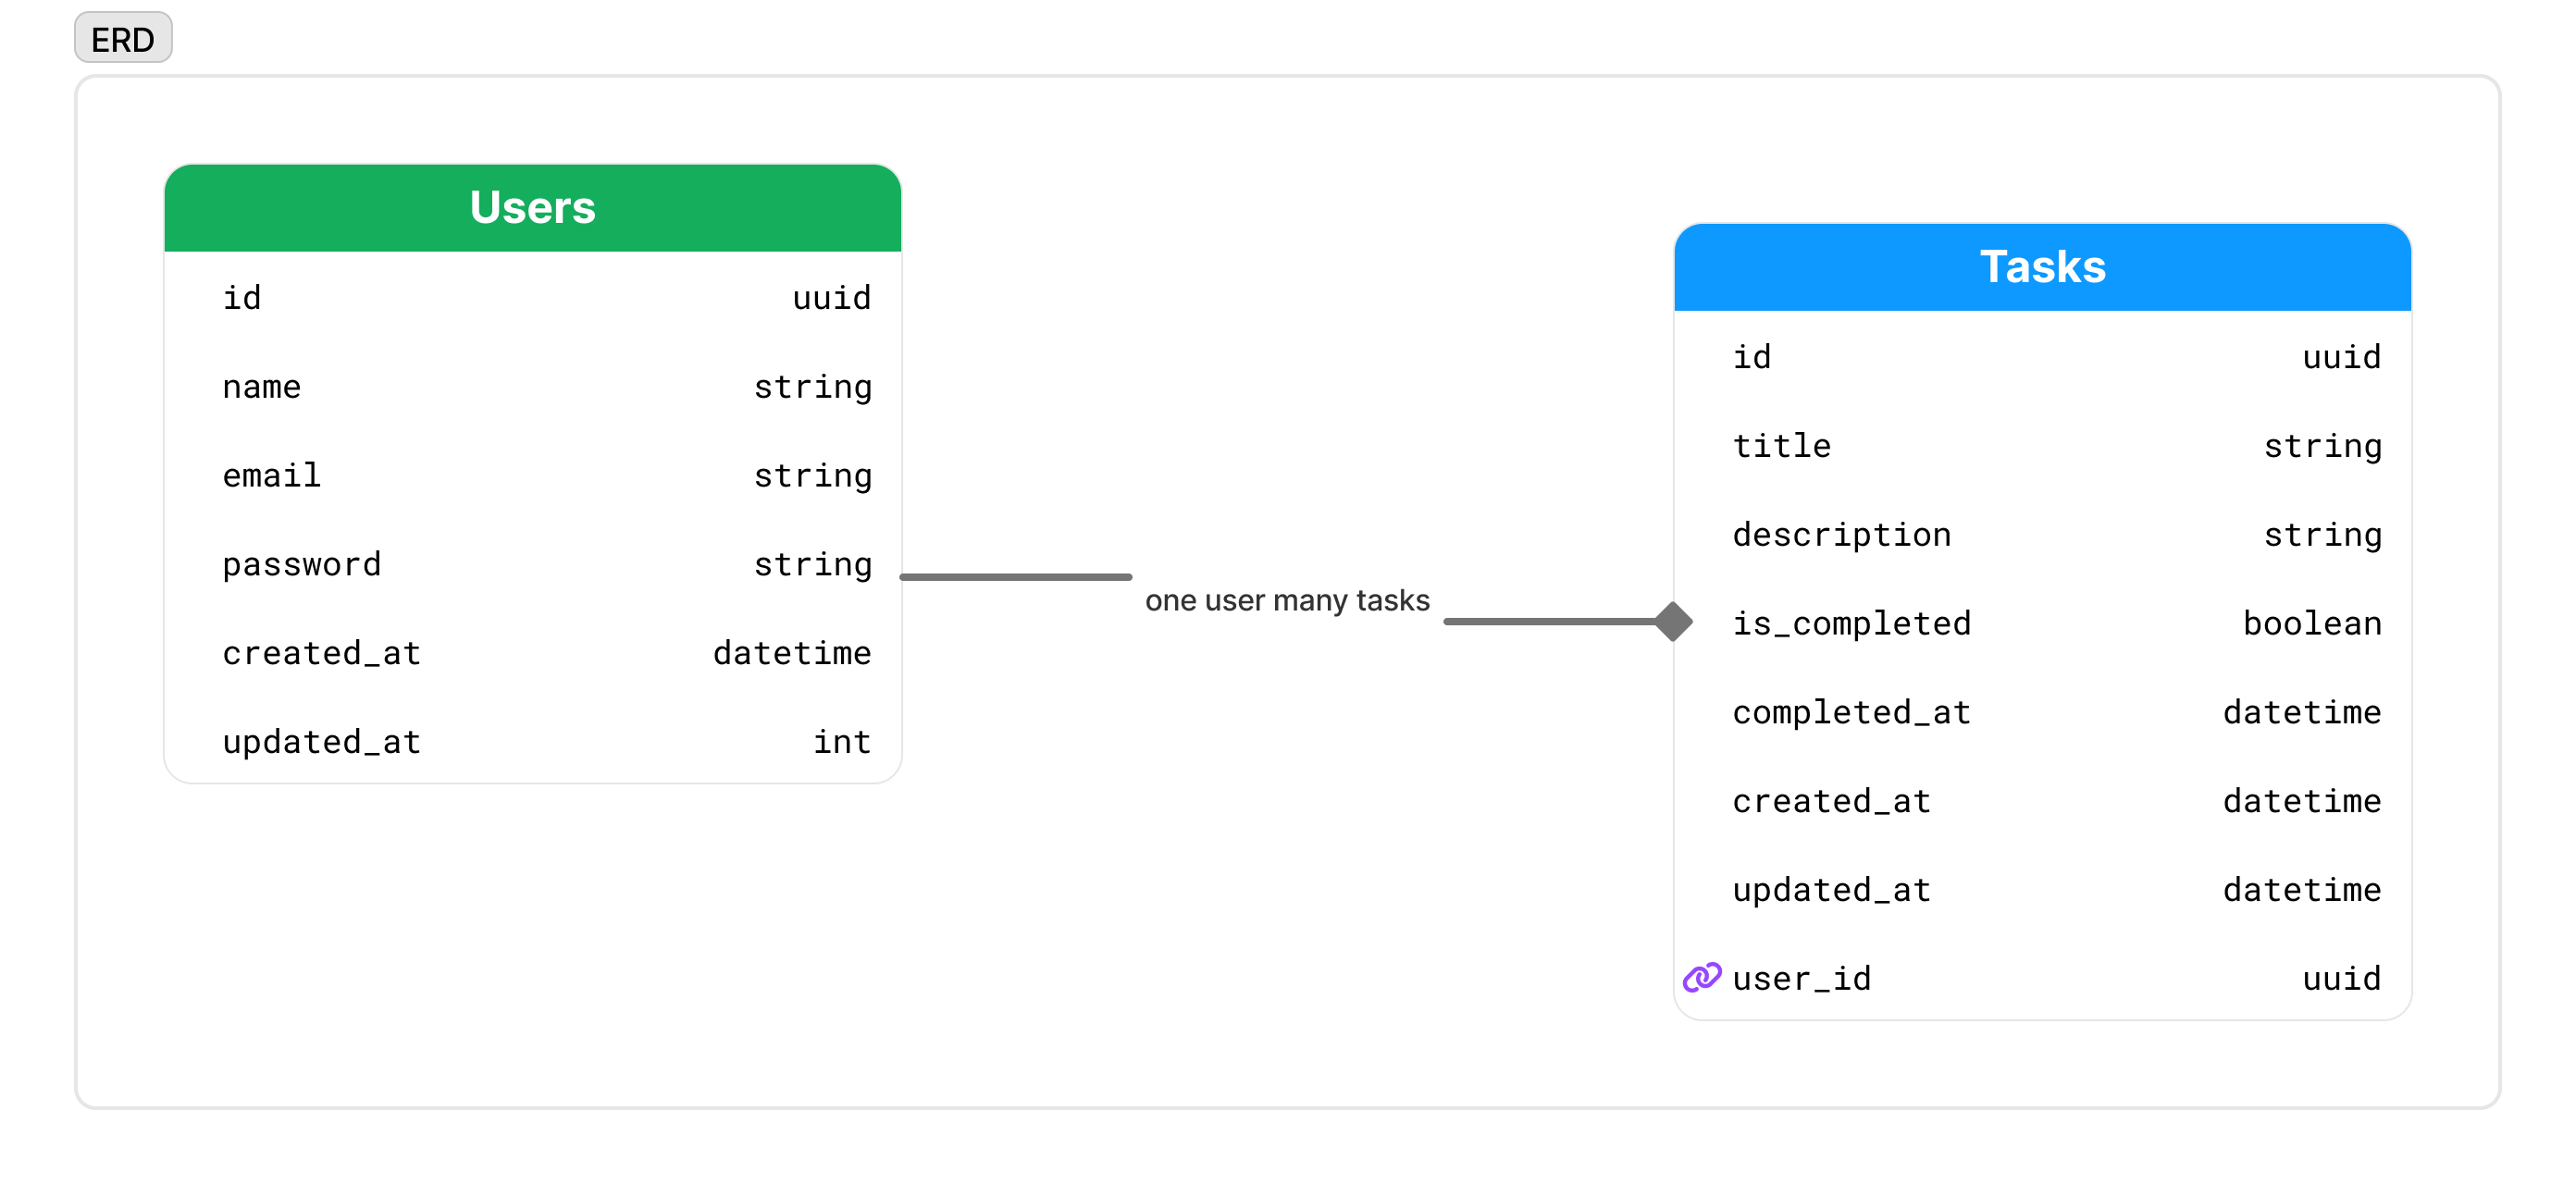 ERD
Users
id uuid
name string
email string
password string
created_at datetime
updated_at int
one user many tasks
Tasks
id uuid
title string
description string
is_completed boolean
completed_at datetime
created_at datetime
updated_at datetime
user_id uuid